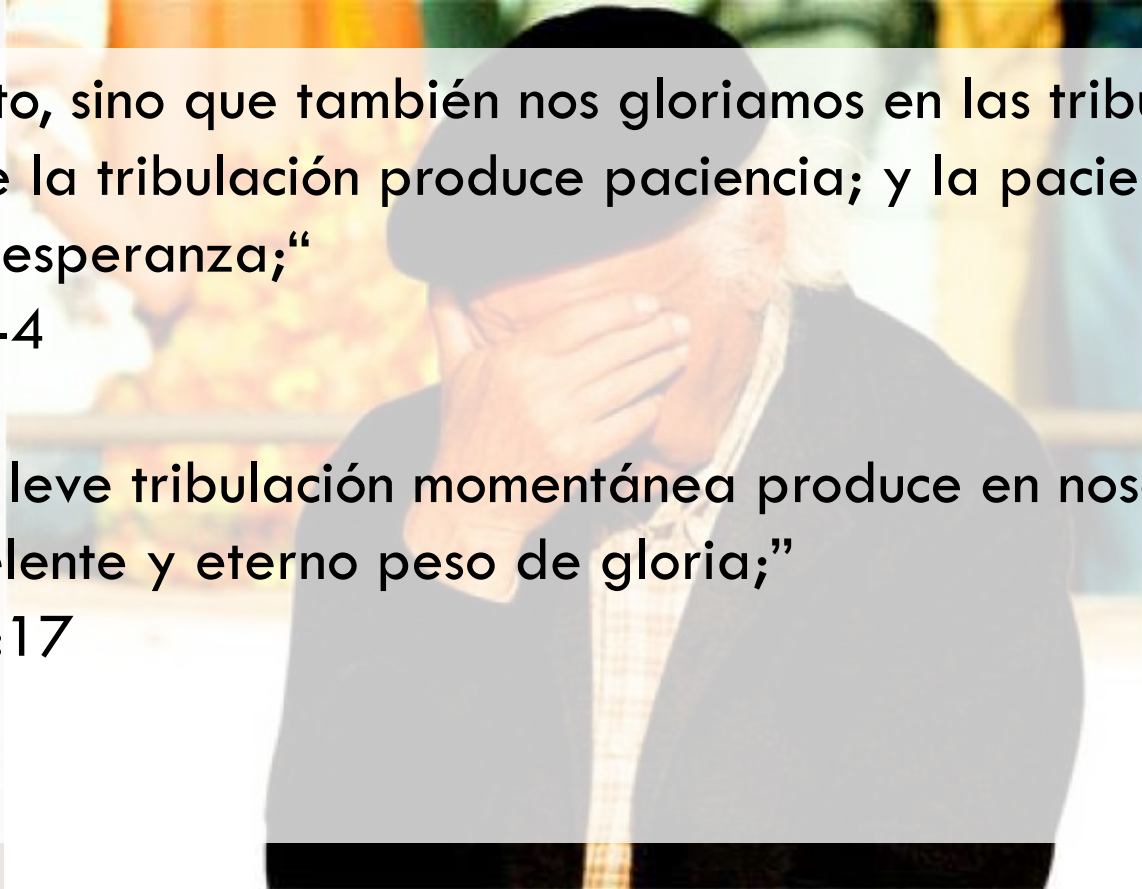 to, sino que también nos gloriamos en las tribu
e la tribulación produce paciencia; y la pacie
esperanza;“
-4
leve tribulación momentánea produce en nos
lente y eterno peso de gloria;”
:17